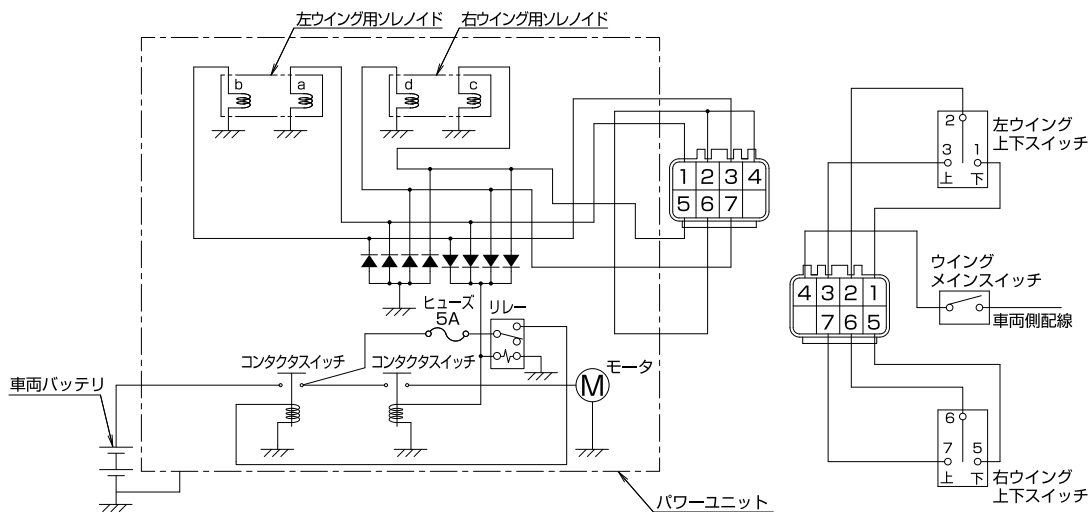 左ウイング用ソレノイド
右ウイング用ソレノイド
b a d c
1 2 3 4
5 6 7
ヒューズ
5A
リレー
コンタクタスイッチ
コンタクタスイッチ
モータ
M
車両バッテリ
パワーユニット
2
3 1
上 下
左ウイング
上下スイッチ
ウイング
メインスイッチ
車両側配線
4 3 2 1
7 6 5
6
7 5
上 下
右ウイング
上下スイッチ